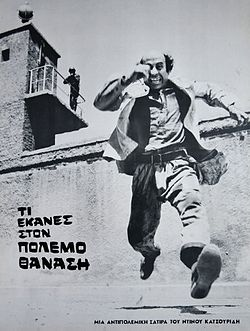 ΤΙ
ΕΚΑΝΕΣ
ΣΤΟΝ
ΠΟΛΕΜΟ
ΘΑΝΑΣΗ
ΜΙΑ ΑΝΤΙΠΟΛΕΜΙΚΗ ΣΑΤΙΡΑ ΤΟΥ ΝΤΙΝΟΥ ΚΑΤΣΟΥΡΙΔΗ